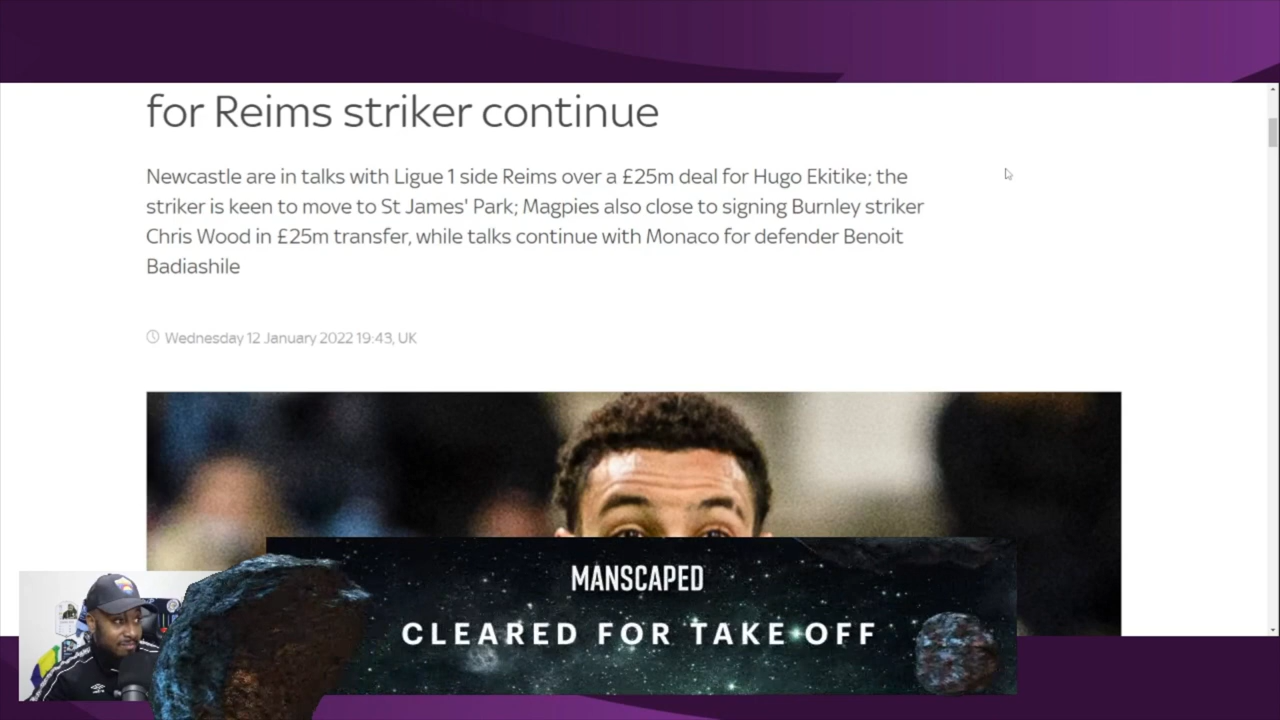 for Reims striker continue
Newcastle are in talks with Ligue 1 side Reims over a £25m deal for Hugo Ekitike; the
striker is keen to move to St James' Park; Magpies also close to signing Burnley striker
Chris Wood in £25m transfer, while talks continue with Monaco for defender Benoit
Badiashile
Wednesday 12 January 2022 19:43, UK
MANSCAPED
CLEARED FOR TAKE OFF